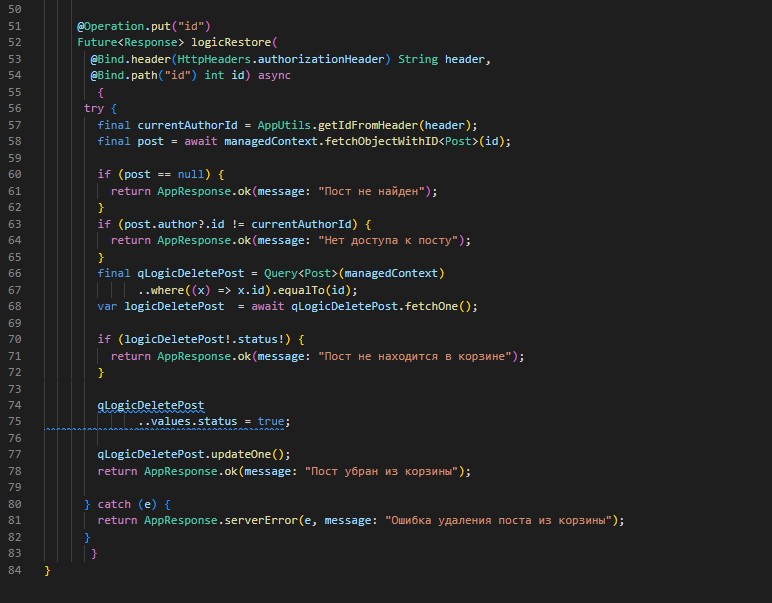 50
51 @Operation.put("id")
52 Future<Response> logicRestore(
53 @Bind.header(HttpHeaders.authorizationHeader) String header,
54 @Bind.path("id") int id) async
55 {
56 try {
57 final currentAuthorId = AppUtils.getIdFromHeader(header);
58 final post = await managedContext.fetchObjectWithID<Post>(id);
59
60 if (post == null) {
61 return AppResponse.ok(message: "Пост не найден");
62 }
63 if (post.author?.id != currentAuthorId) {
64 return AppResponse.ok(message: "Нет доступа к посту");
65 }
66 final qLogicDeletePost = Query<Post>(managedContext)
67 ..where((x) => x.id).equalTo(id);
68 var logicDeletePost  = await qLogicDeletePost.fetchOne();
69
70 if (logicDeletePost!.status!) {
71 return AppResponse.ok(message: "Пост не находится в корзине");
72 }
73
74 qLogicDeletePost
75 ..values.status = true;
76
77 qLogicDeletePost.updateOne();
78 return AppResponse.ok(message: "Пост убран из корзины");
79
80 } catch (e) {
81 return AppResponse.serverError(e, message: "Ошибка удаления поста из корзины");
82 }
83 }
84 }